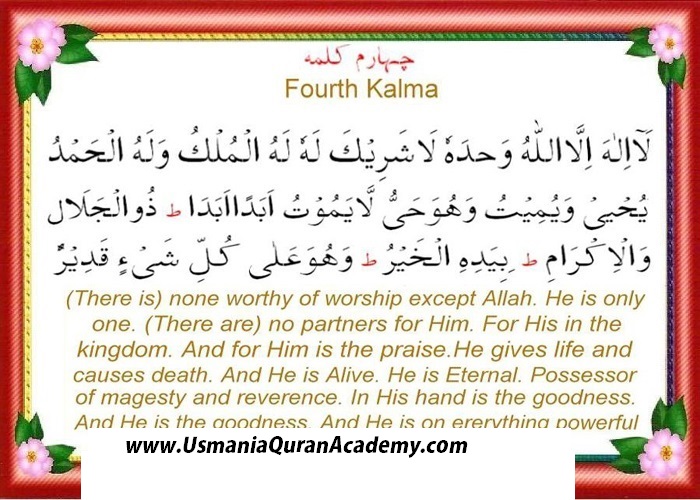 چہارم کلمہ
Fourth Kalma
لَآ اِلٰهَ اِلَّا اللّٰهُ وَحْدَهٗ لَا شَرِيْكَ لَهٗ لَهُ الْمُلْكُ وَلَهُ الْحَمْدُ
يُحْيٖ وَيُمِيْتُ وَهُوَ حَيٌّ لَّا يَمُوْتُ اَبَدًا اَبَدًا ط ذُو الْجَلَالِ
وَالْاِكْرَامِ ط بِيَدِهِ الْخَيْرُ ط وَهُوَ عَلٰى كُلِّ شَیْءٍ قَدِيْرٌ
(There is) none worthy of worship except Allah. He is only
one. (There are) no partners for Him. For His in the
kingdom. And for Him is the praise.He gives life and
causes death. And He is Alive. He is Eternal. Possessor
of magesty and reverence. In His hand is the goodness.
And He is the goodness. And He is on ererything powerful
www.UsmaniaQuranAcademy.com